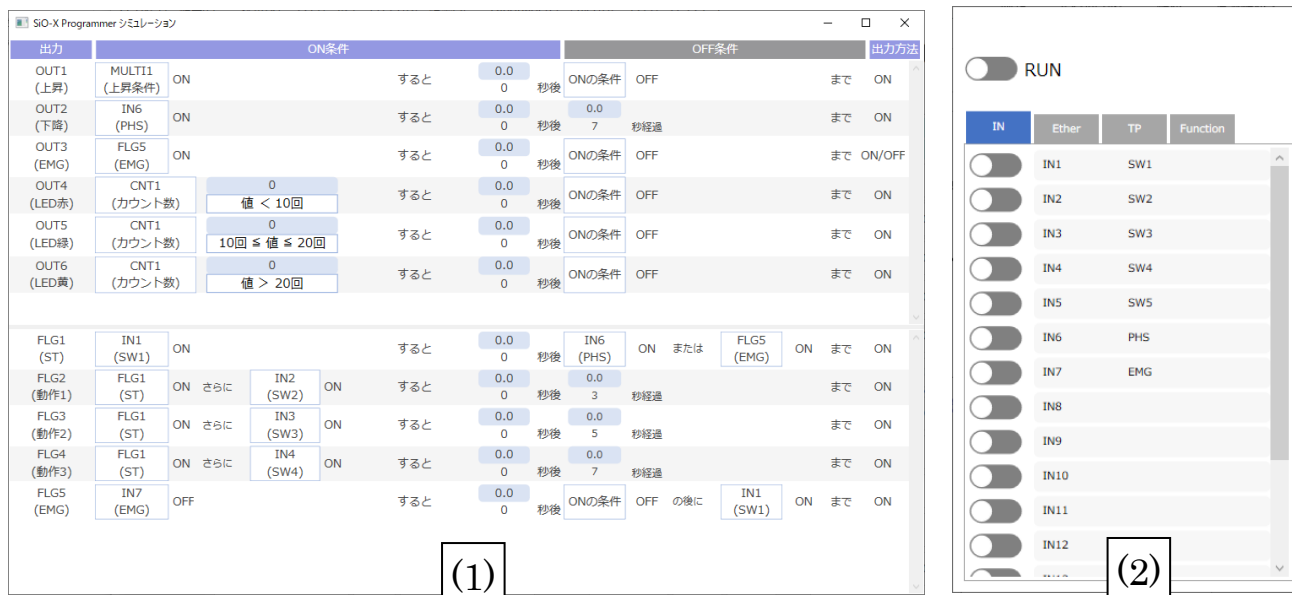 SiO-X Programmer シミュレーション
出力 ON条件 OFF条件 出力方法
OUT1 MULTI1 ON すると 0.0 ONの条件 OFF まで ON
(上昇) (上昇条件) 0 秒後
OUT2 IN6 ON すると 0.0 0.0 まで ON
(下降) (PHS) 0 秒後 7 秒経過
OUT3 FLG5 ON すると 0.0 ONの条件 OFF まで ON/OFF
(EMG) (EMG) 0 秒後
OUT4 CNT1 0 すると 0.0 ONの条件 OFF まで ON
(LED赤) (カウント数) 値 < 10回 0 秒後
OUT5 CNT1 0 すると 0.0 ONの条件 OFF まで ON
(LED緑) (カウント数) 10回 ≤ 値 ≤ 20回 0 秒後
OUT6 CNT1 0 すると 0.0 ONの条件 OFF まで ON
(LED黄) (カウント数) 値 > 20回 0 秒後
FLG1 IN1 ON すると 0.0 IN6 ON または FLG5 ON まで ON
(ST) (SW1) 0 秒後 (PHS) (EMG)
FLG2 FLG1 ON さらに IN2 ON すると 0.0 0.0 まで ON
(動作1) (ST) (SW2) 0 秒後 3 秒経過
FLG3 FLG1 ON さらに IN3 ON すると 0.0 0.0 まで ON
(動作2) (ST) (SW3) 0 秒後 5 秒経過
FLG4 FLG1 ON さらに IN4 ON すると 0.0 0.0 まで ON
(動作3) (ST) (SW4) 0 秒後 7 秒経過
FLG5 IN7 OFF すると 0.0 ONの条件 OFF の後に IN1 ON まで ON
(EMG) (EMG) 0 秒後 (SW1)
(1)
RUN
IN Ether TP Function
IN1 SW1
IN2 SW2
IN3 SW3
IN4 SW4
IN5 SW5
IN6 PHS
IN7 EMG
IN8
IN9
IN10
IN11
IN12
(2)